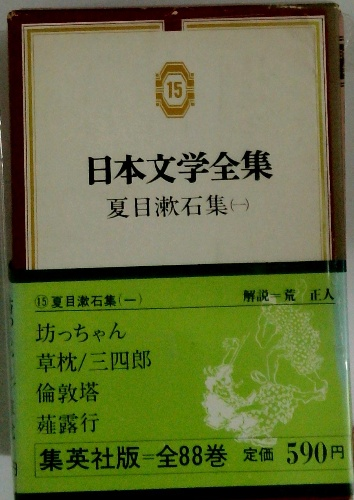 15
日本文学全集
夏目漱石集(一)
⑮夏目漱石集(一) 解説=荒 正人
坊っちゃん
草枕/三四郎
倫敦塔
薤露行
集英社版=全88巻 定価 590円